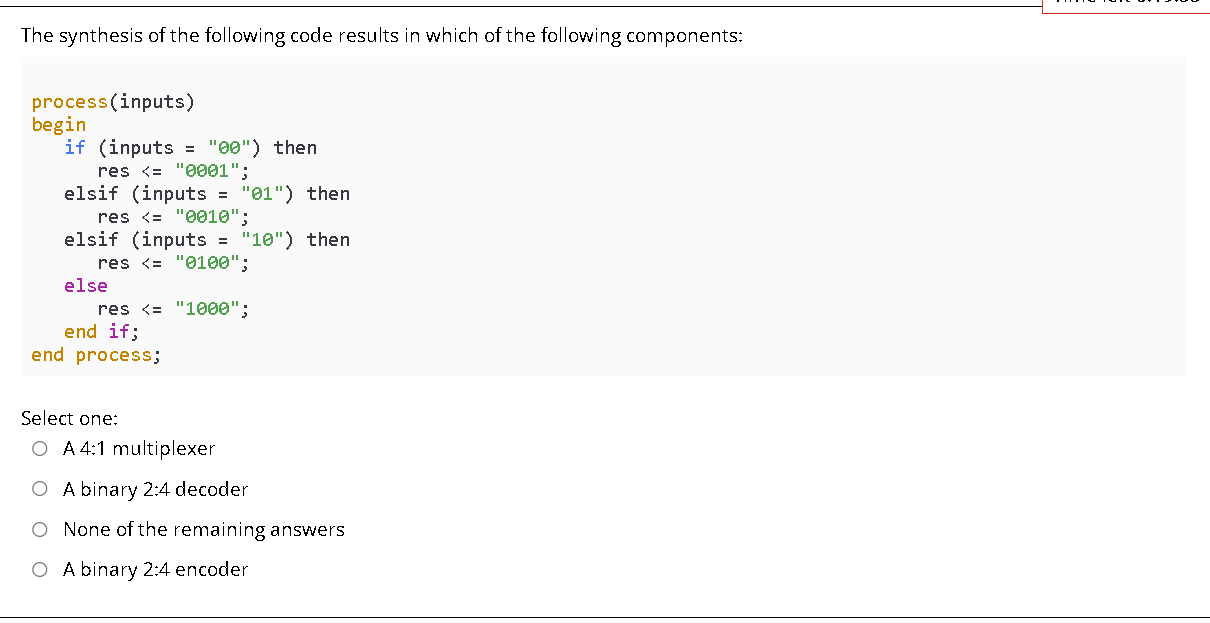 The synthesis of the following code results in which of the following components:
process(inputs)
begin
   if (inputs = "00") then
      res <= "0001";
   elsif (inputs = "01") then
      res <= "0010";
   elsif (inputs = "10") then
      res <= "0100";
   else
      res <= "1000";
   end if;
end process;
Select one:
A 4:1 multiplexer
A binary 2:4 decoder
None of the remaining answers
A binary 2:4 encoder